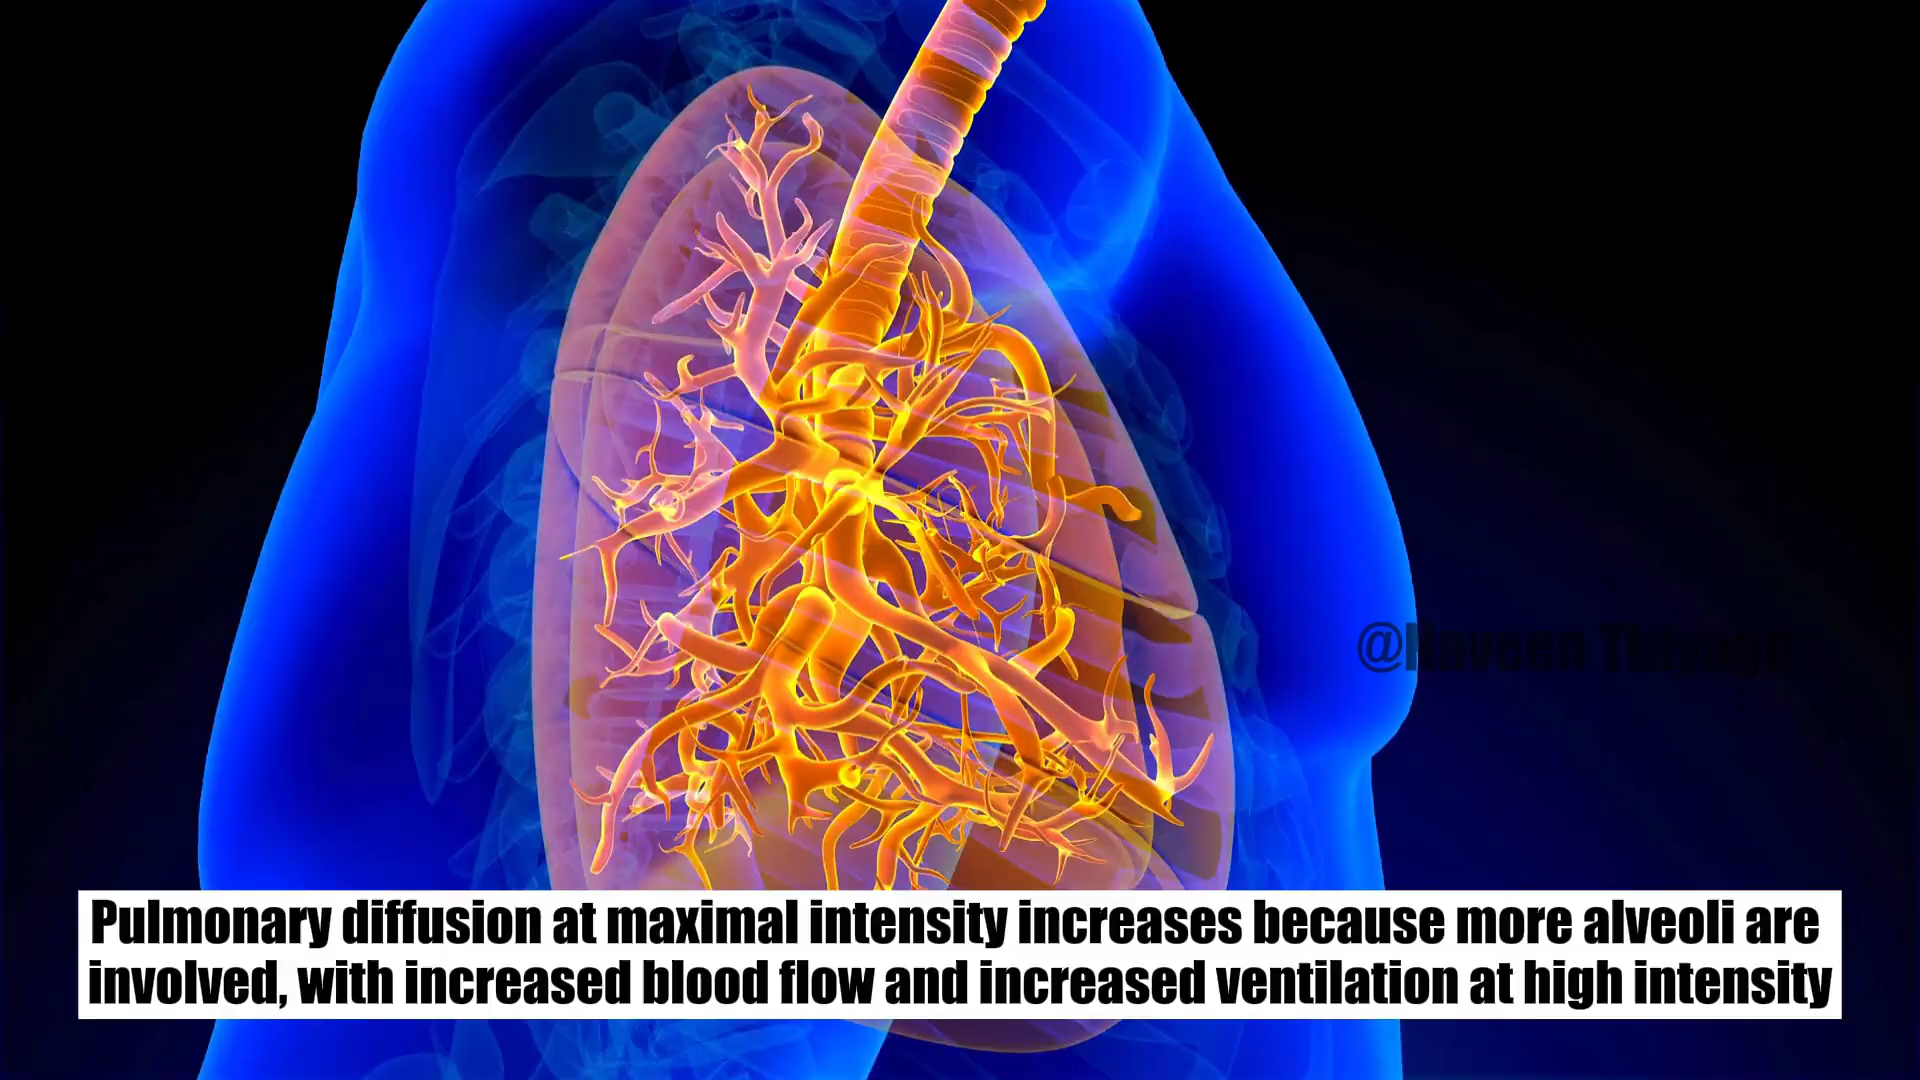 @Naveen
Pulmonary diffusion at maximal intensity increases because more alveoli are
involved, with increased blood flow and increased ventilation at high intensity